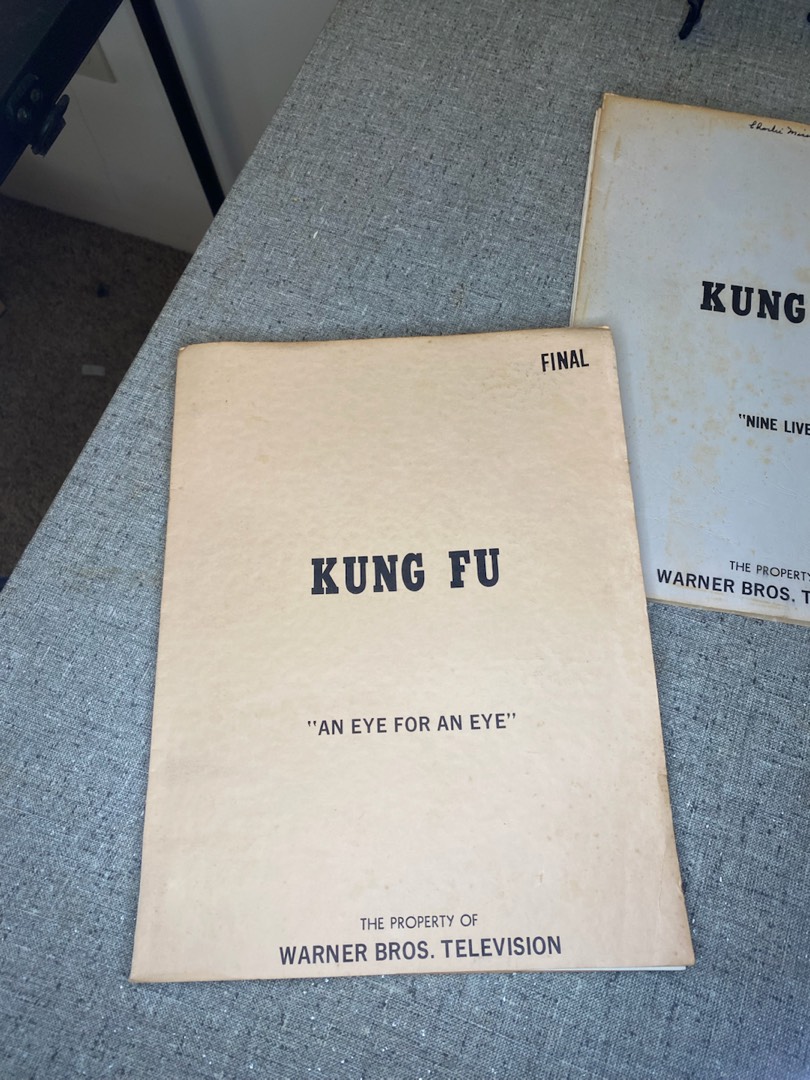 FINAL
KUNG FU
"AN EYE FOR AN EYE"
THE PROPERTY OF
WARNER BROS. TELEVISION
Charlie
KUNG
"NINE LIVE
THE PROPERTY
WARNER BROS. T